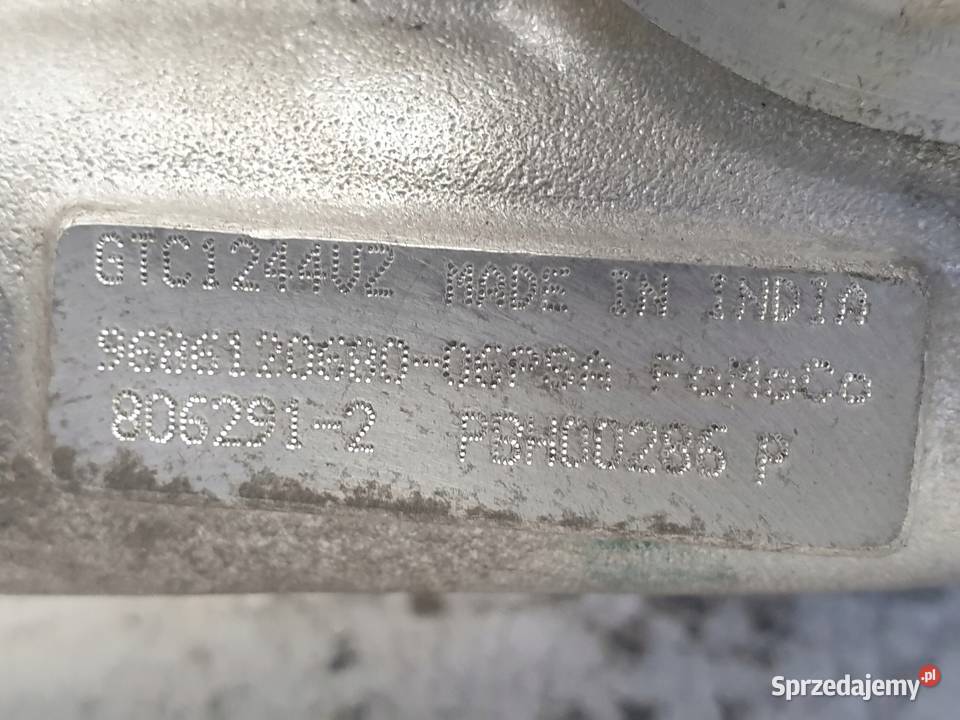 GTC1244VZ MADE IN INDIA
9686120680-06P8A FoMoCo
806291-2 PBH00286 P
Sprzedajemy.pl